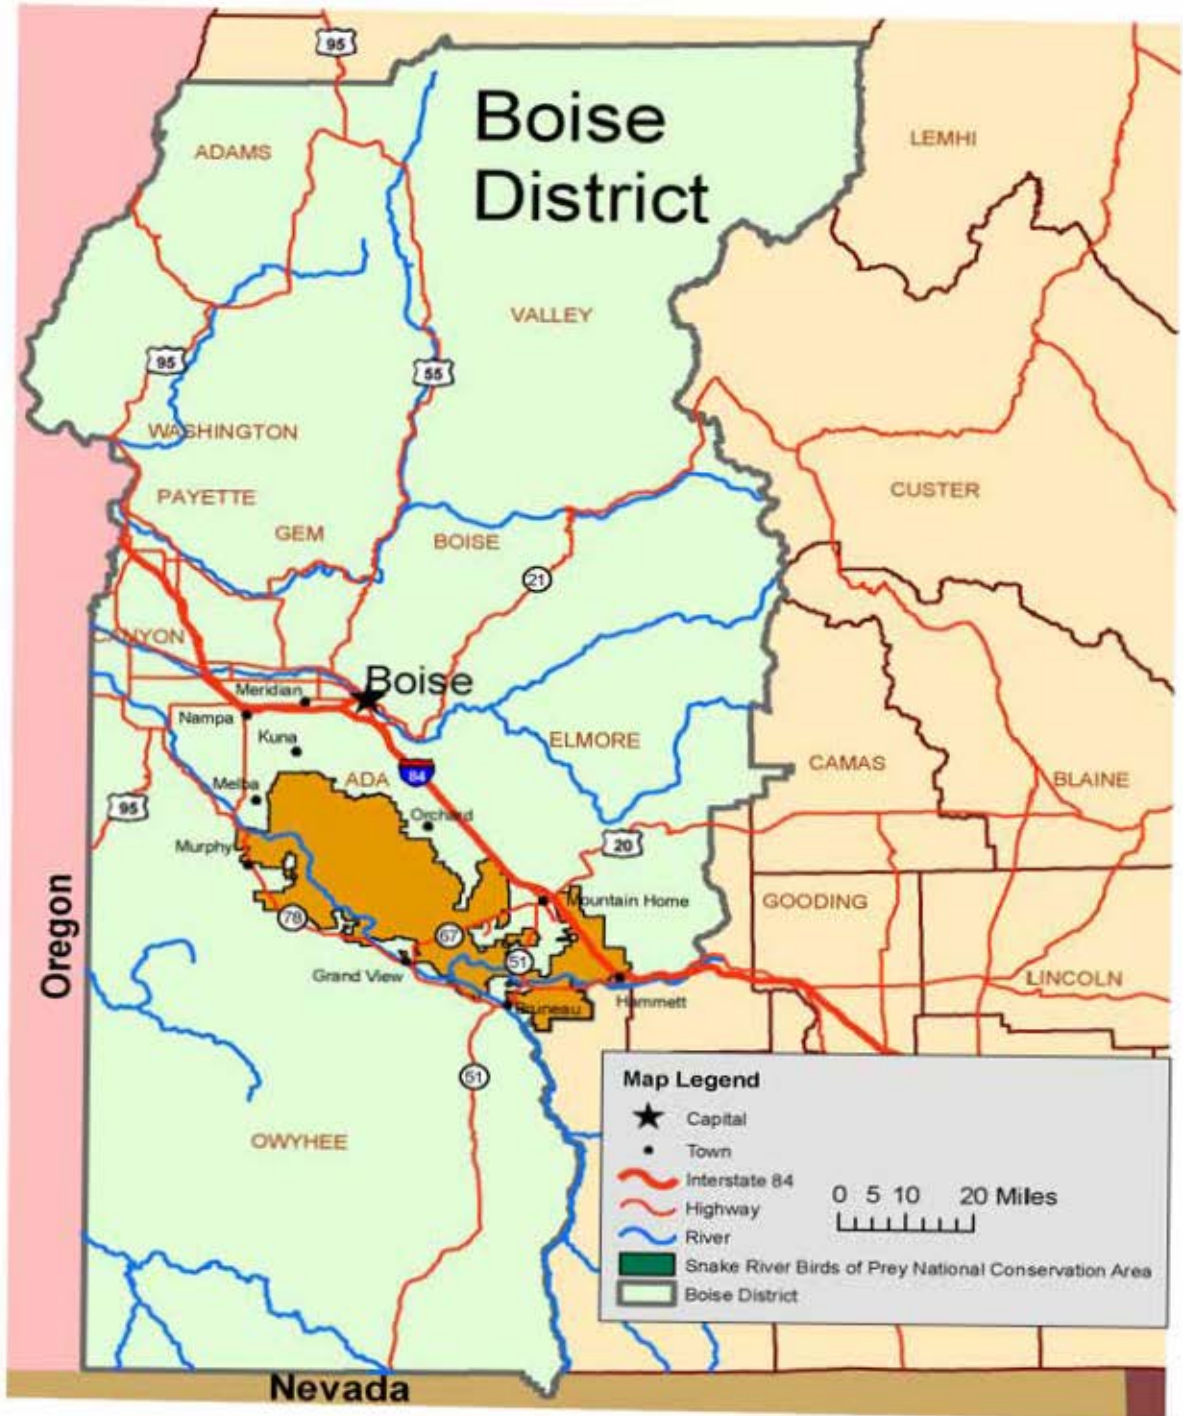 95
Boise
District
ADAMS
LEMHI
VALLEY
95
55
WASHINGTON
PAYETTE
CUSTER
GEM
BOISE
21
CANYON
Boise
Meridian
Nampa
Kuna
ELMORE
CAMAS
ADA
84
BLAINE
Melba
95
Orchard
Murphy
20
Oregon
Mountain Home
GOODING
78
67
51
Grand View
LINCOLN
Hammett
Bruneau
51
OWYHEE
Map Legend
Capital
Town
Interstate 84
Highway
River
Snake River Birds of Prey National Conservation Area
Boise District
0 5 10 20 Miles
Nevada